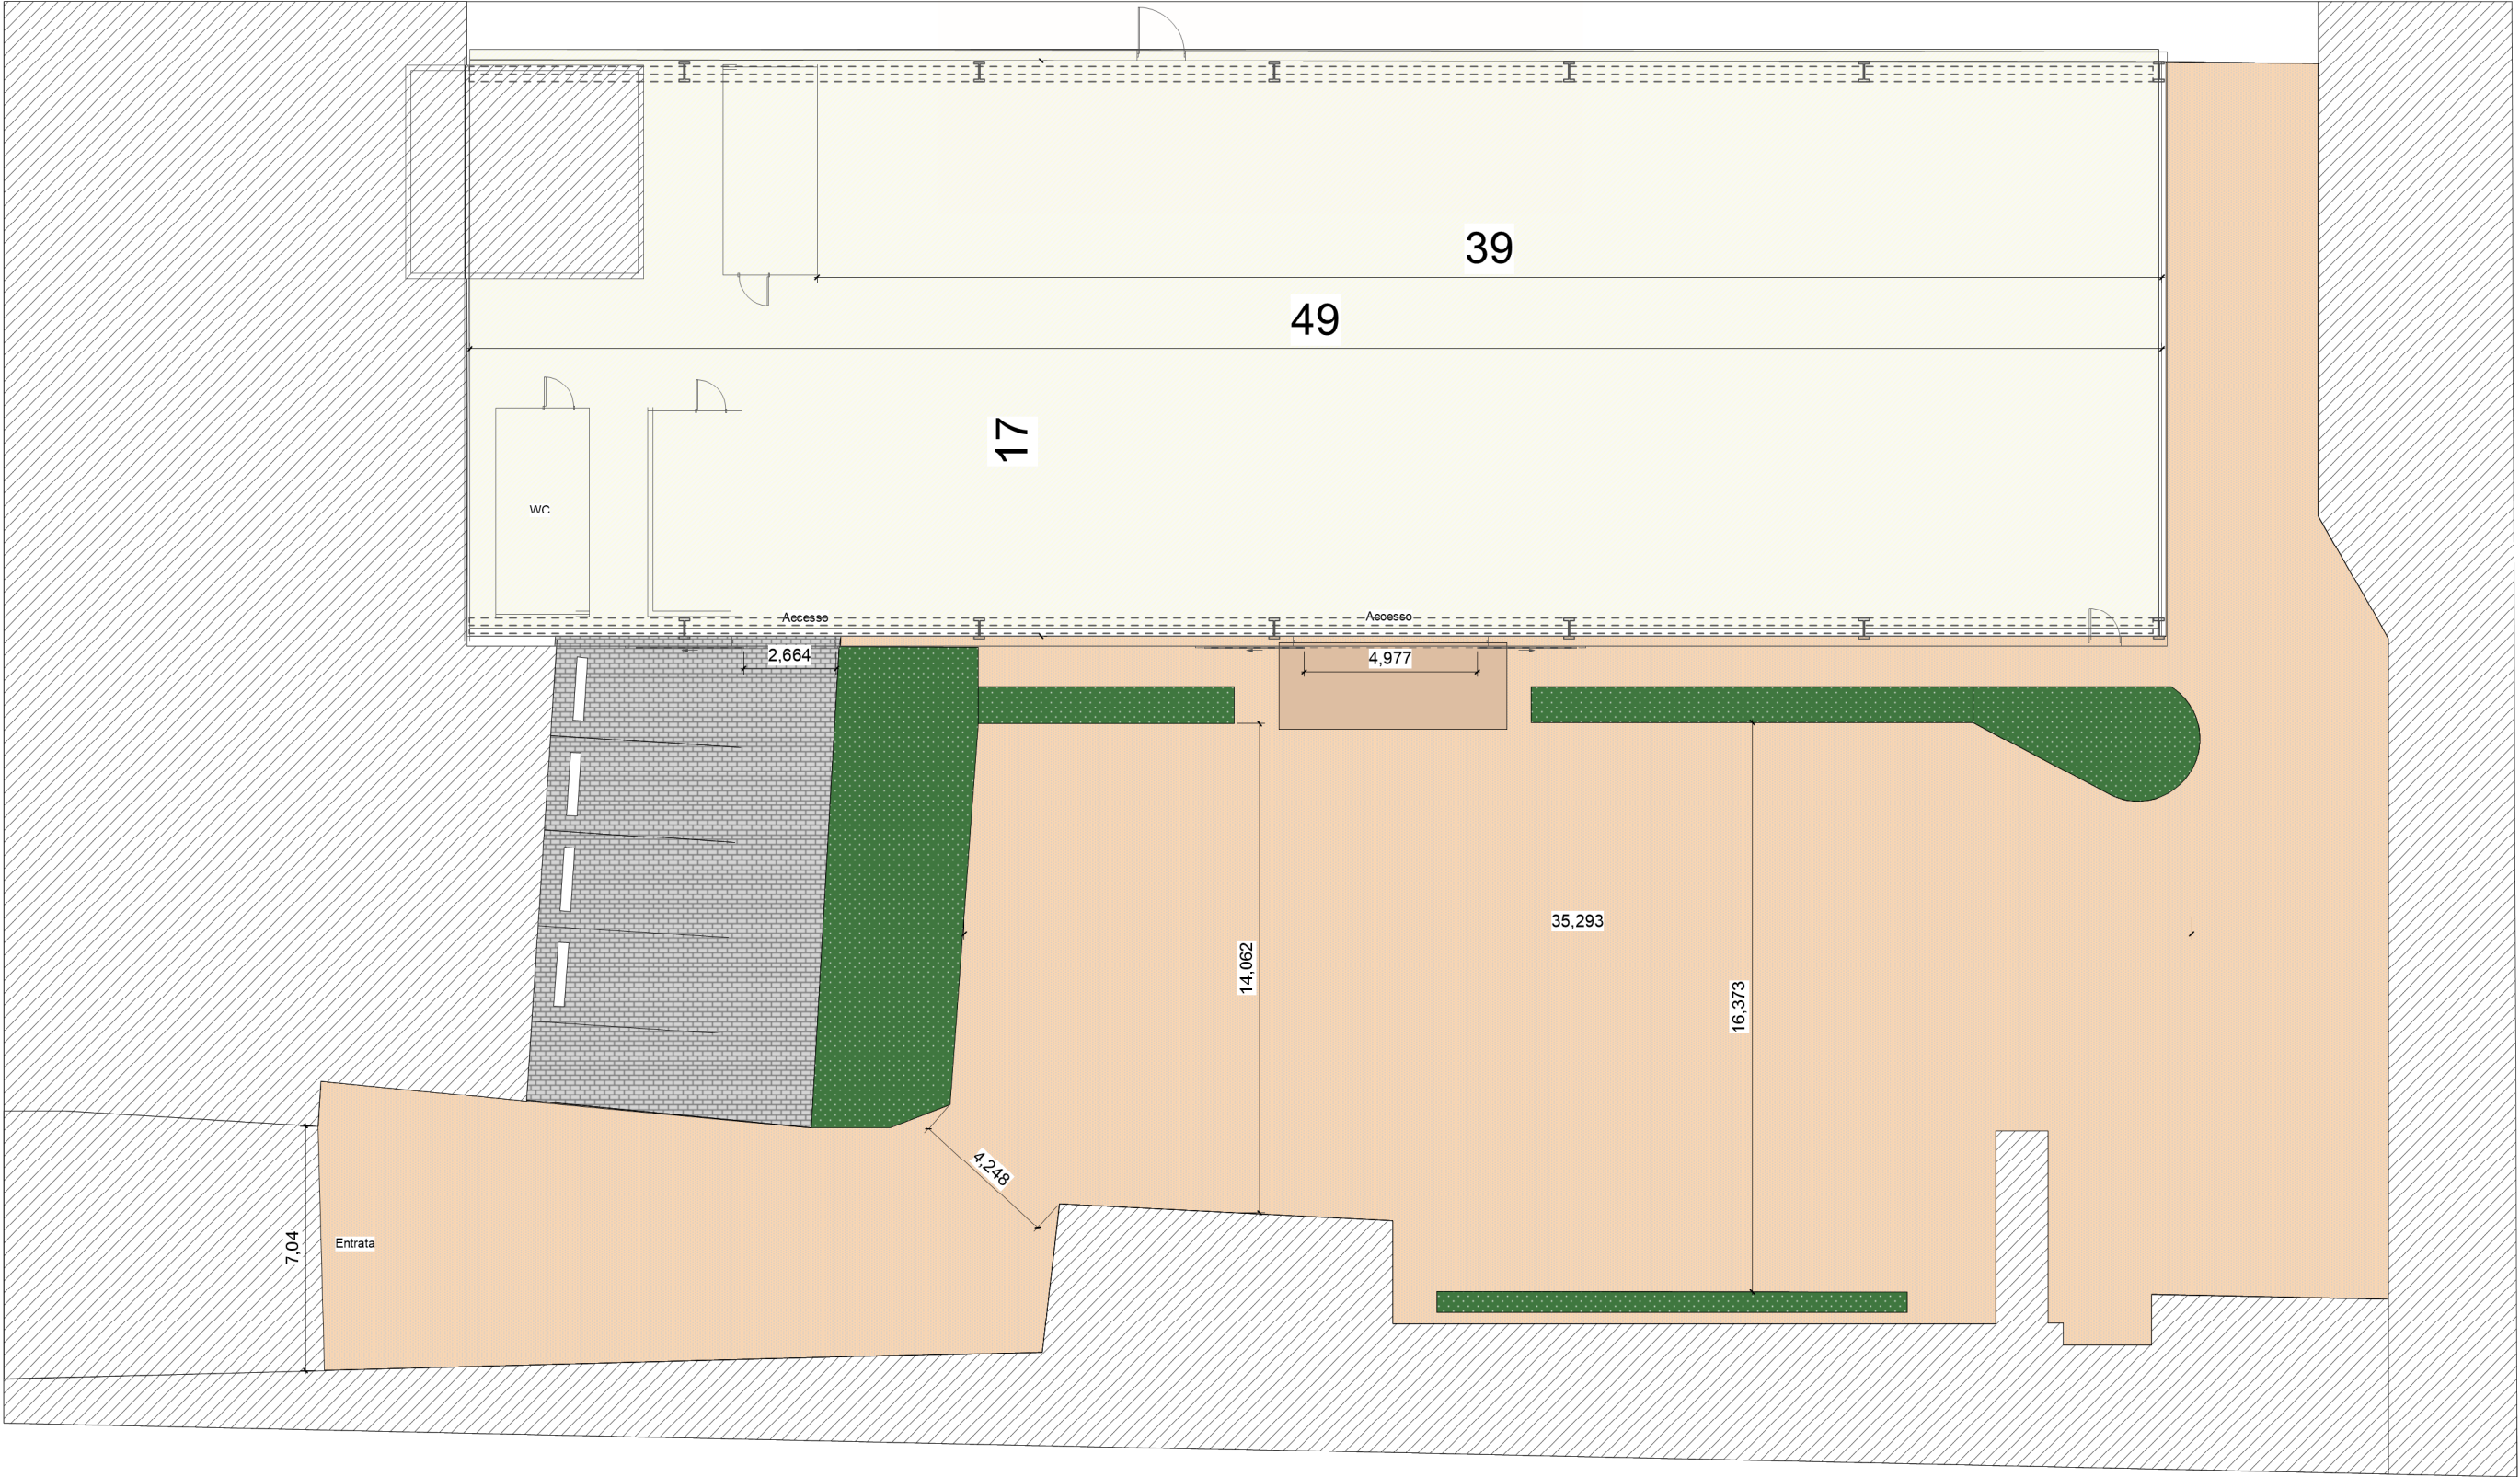 39
49
17
WC
Accesso
Accesso
2,664
4,977
35,293
14,062
16,373
4,248
7,04
Entrata